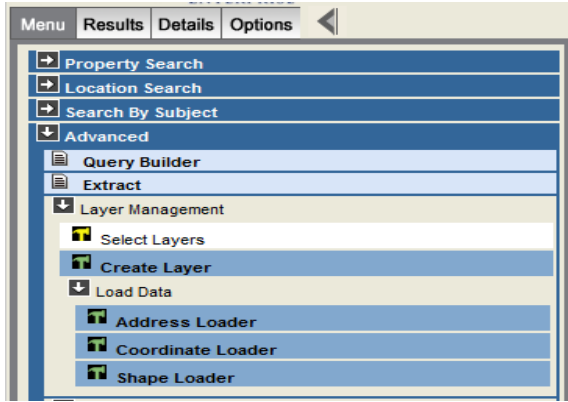 Menu Results Details Options
Property Search
Location Search
Search By Subject
Advanced
Query Builder
Extract
Layer Management
Select Layers
Create Layer
Load Data
Address Loader
Coordinate Loader
Shape Loader